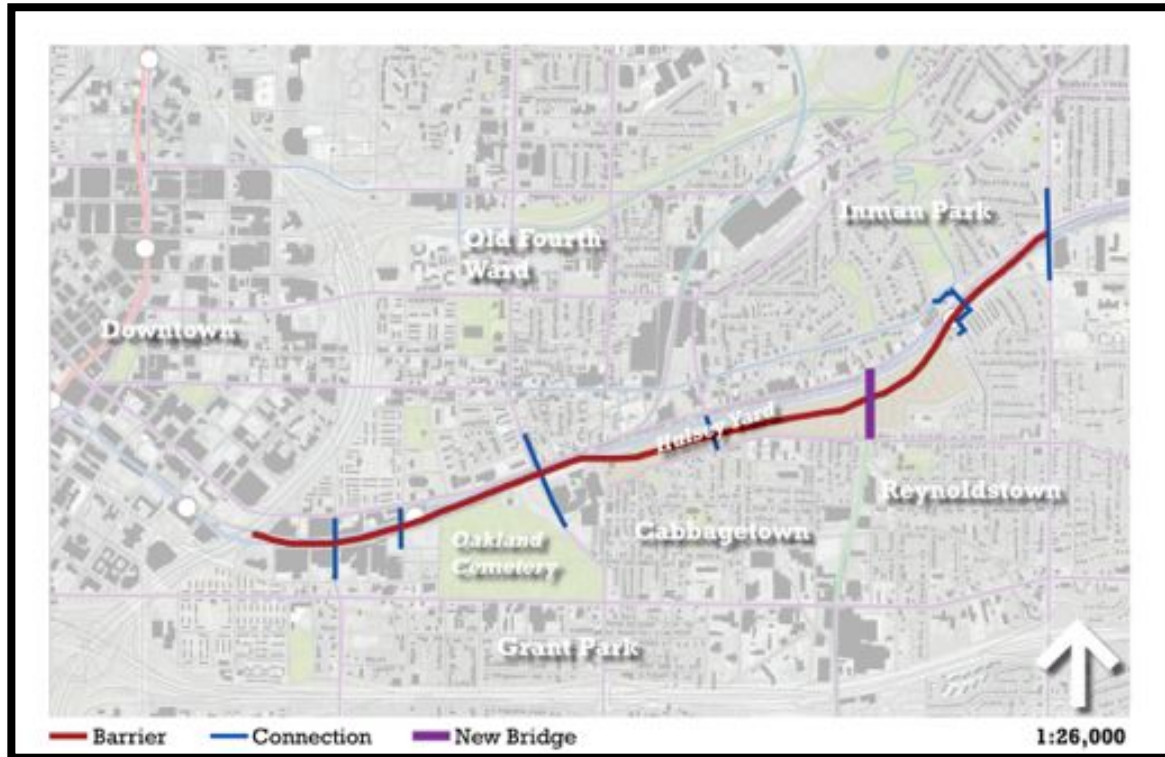 Inman Park
Old Fourth
Ward
Downtown
Hulsey Yard
Reynoldstown
Cabbagetown
Oakland
Cemetery
Grant Park
Barrier
Connection
New Bridge
1:26,000